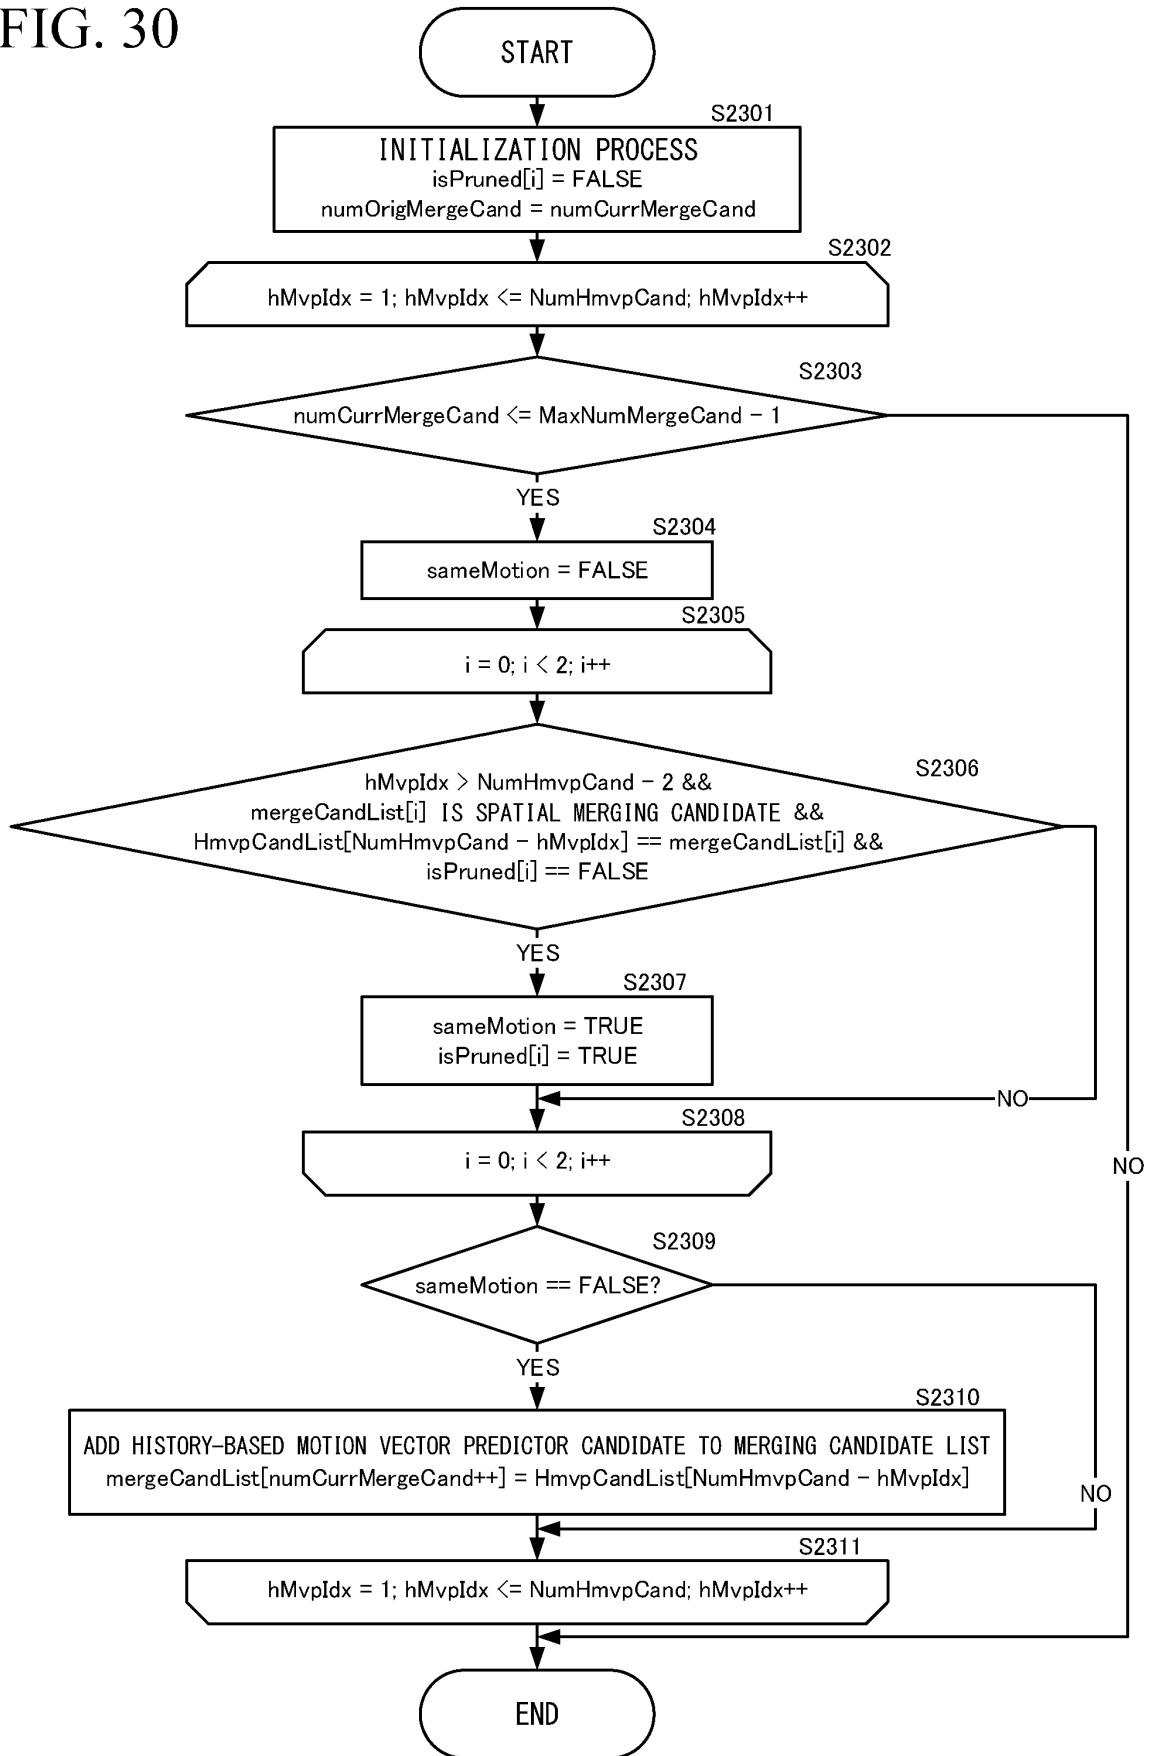 FIG. 30
START
S2301
INITIALIZATION PROCESS
isPruned[i] = FALSE
numOrigMergeCand = numCurrMergeCand
S2302
hMvpIdx = 1; hMvpIdx <= NumHmvpCand; hMvpIdx++
S2303
numCurrMergeCand <= MaxNumMergeCand - 1
YES
S2304
sameMotion = FALSE
S2305
i = 0; i < 2; i++
S2306
hMvpIdx > NumHmvpCand - 2 &&
mergeCandList[i] IS SPATIAL MERGING CANDIDATE &&
HmvpCandList[NumHmvpCand - hMvpIdx] == mergeCandList[i] &&
isPruned[i] == FALSE
YES
S2307
sameMotion = TRUE
isPruned[i] = TRUE
NO
S2308
i = 0; i < 2; i++
NO
S2309
sameMotion == FALSE?
YES
S2310
ADD HISTORY-BASED MOTION VECTOR PREDICTOR CANDIDATE TO MERGING CANDIDATE LIST
mergeCandList[numCurrMergeCand++] = HmvpCandList[NumHmvpCand - hMvpIdx]
NO
S2311
hMvpIdx = 1; hMvpIdx <= NumHmvpCand; hMvpIdx++
END